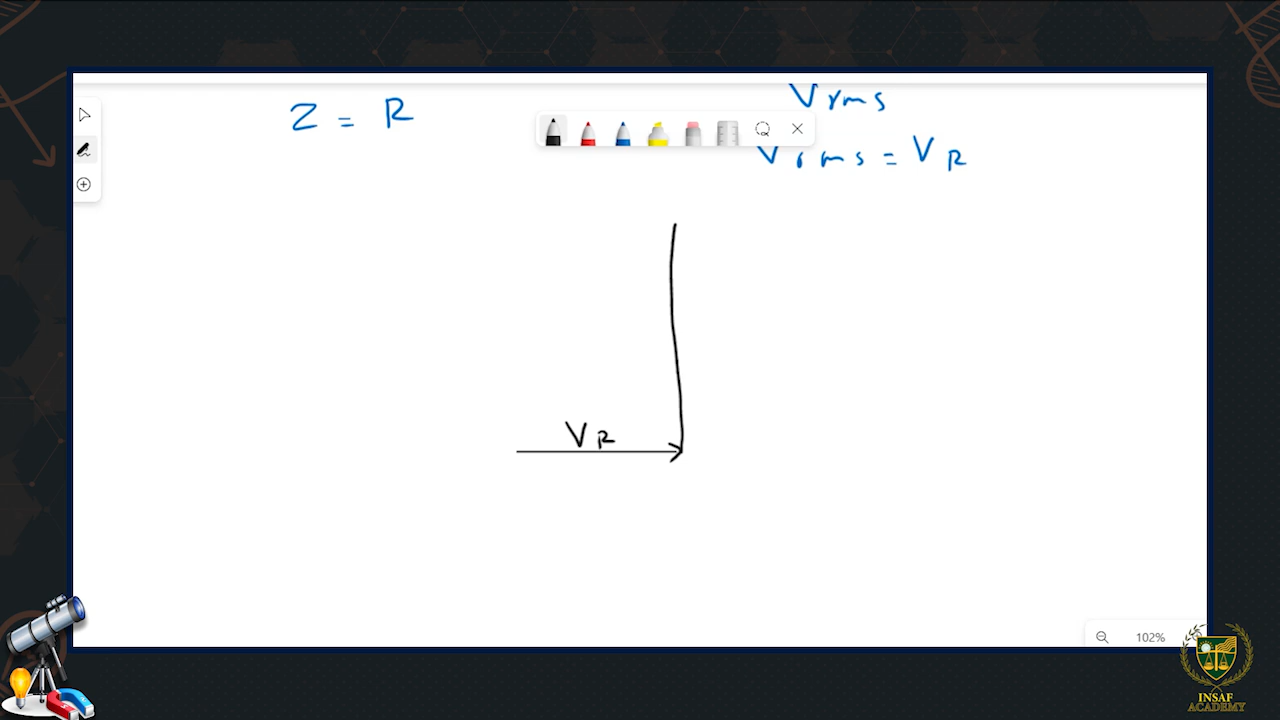 Z = R
Vrms
Vrms = VR
VR
102%
INSAF
ACADEMY